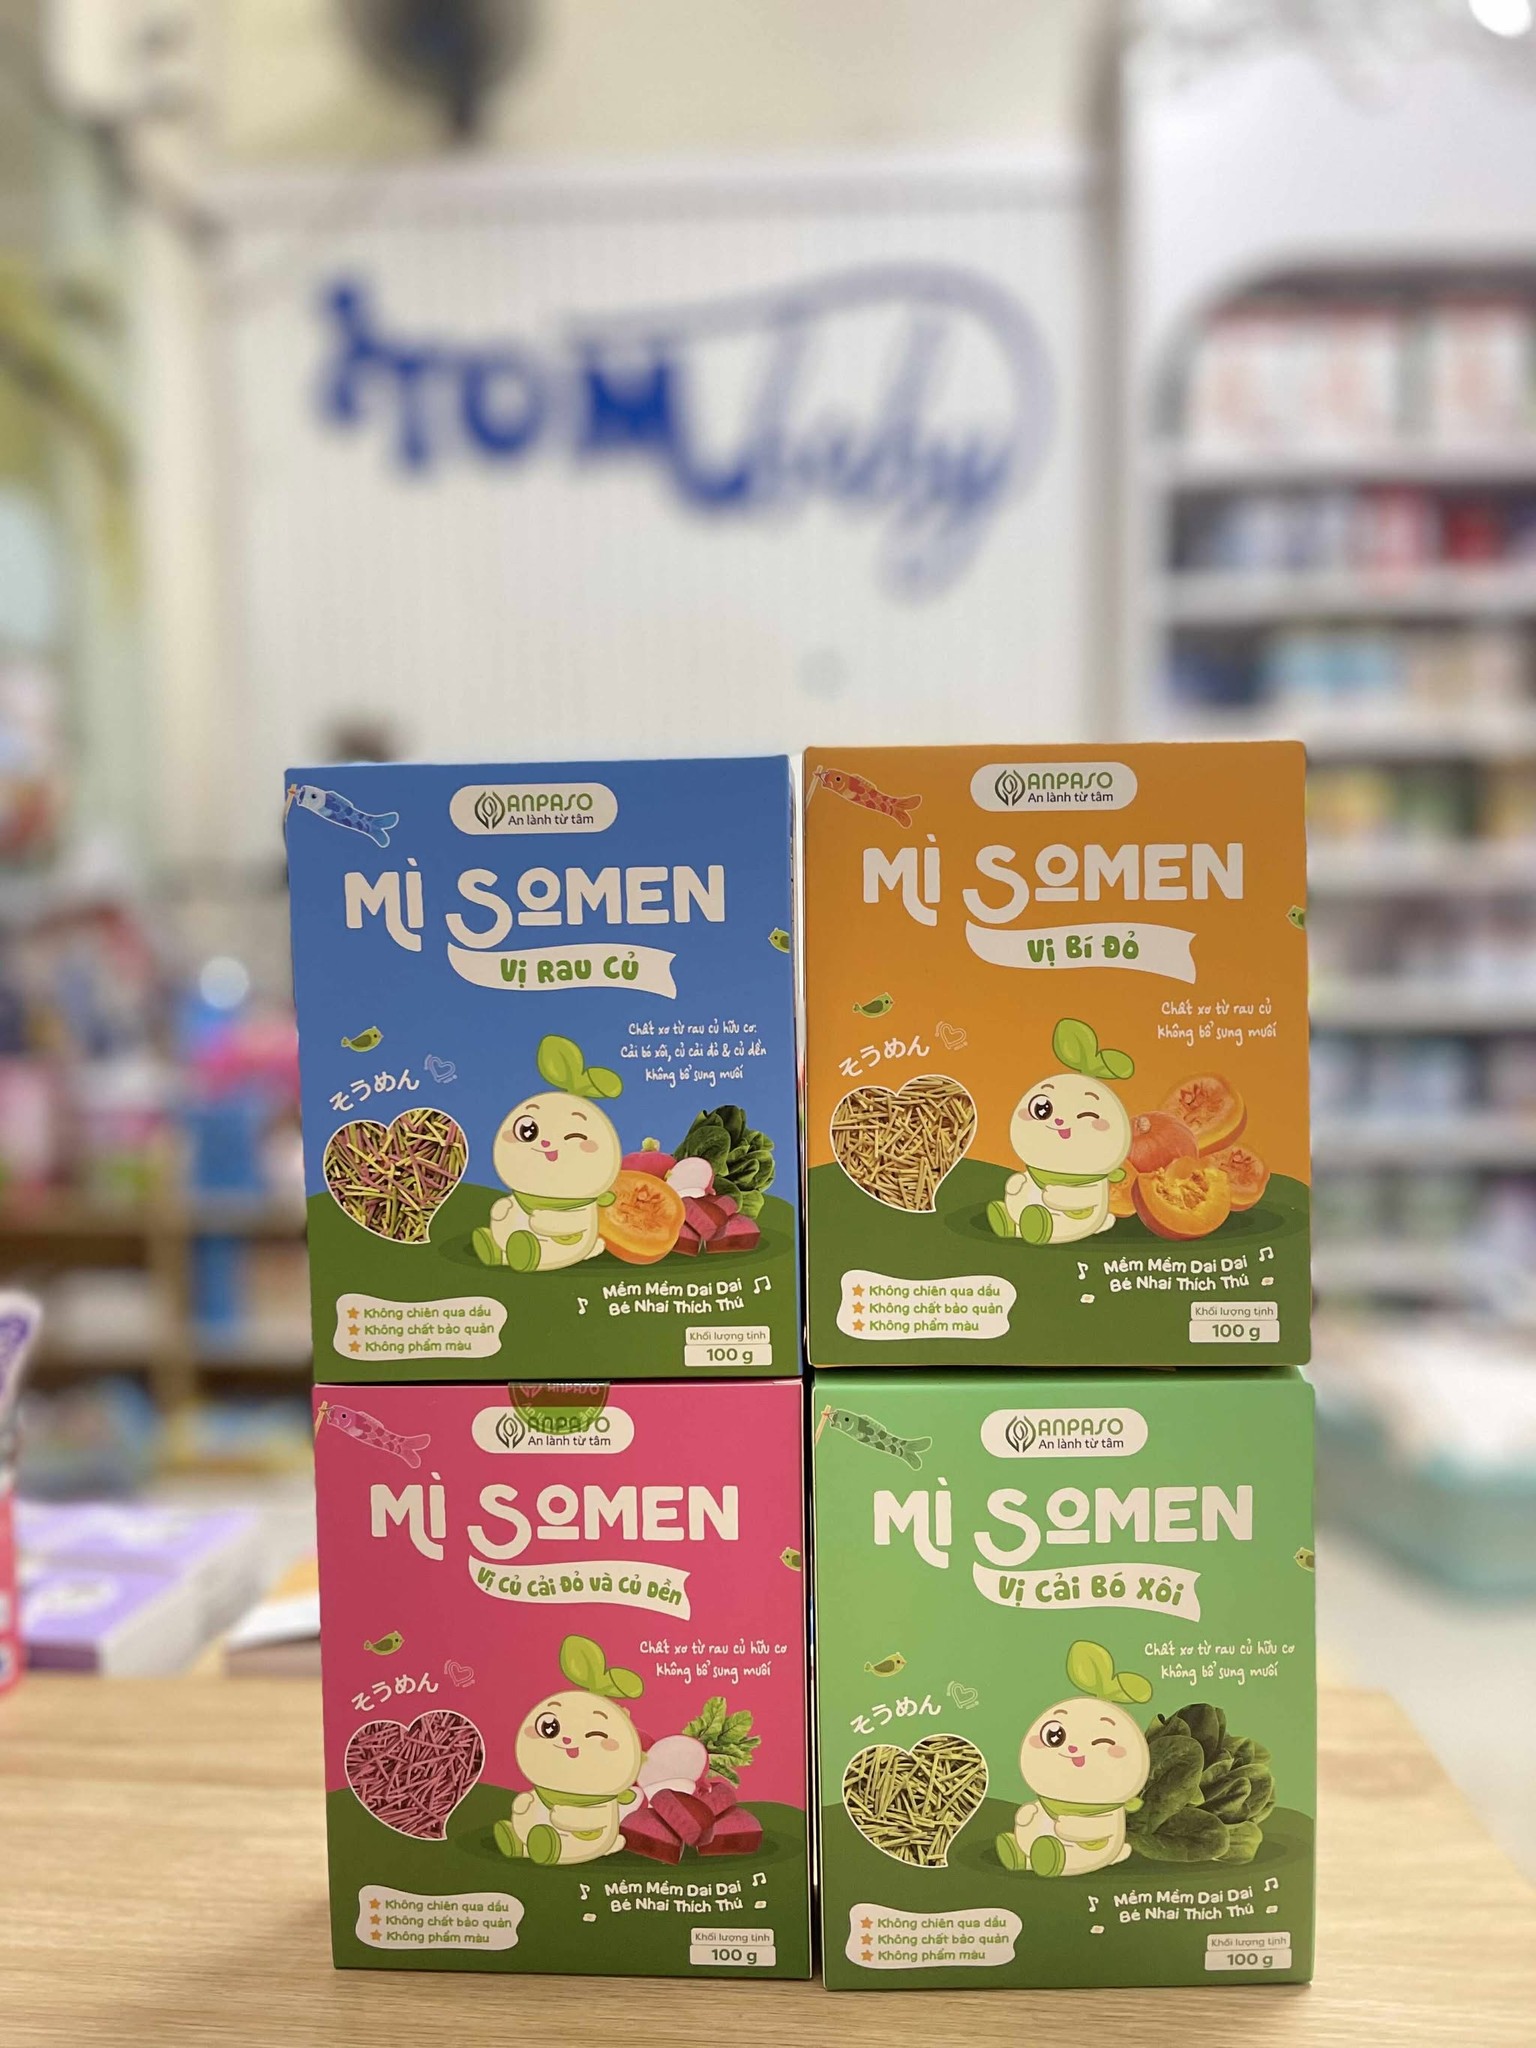 ATOM baby
ANPASO
An lành từ tâm
MÌ SOMEN
Vị Rau Củ
Chất xơ từ rau củ hữu cơ:
Cải bó xôi, củ cải đỏ & củ dền
Không bổ sung muối
そうめん
Mềm Mềm Dai Dai
Bé Nhai Thích Thú
Không chiên qua dầu
Không chất bảo quản
Không phẩm màu
Khối lượng tịnh
100 g
ANPASO
An lành từ tâm
MÌ SOMEN
Vị Bí Đỏ
Chất xơ từ rau củ
Không bổ sung muối
そうめん
Mềm Mềm Dai Dai
Bé Nhai Thích Thú
Không chiên qua dầu
Không chất bảo quản
Không phẩm màu
Khối lượng tịnh
100 g
ANPASO
ANPASO
An lành từ tâm
MÌ SOMEN
Vị Củ Cải Đỏ và Củ Dền
Chất xơ từ rau củ hữu cơ
Không bổ sung muối
そうめん
Mềm Mềm Dai Dai
Bé Nhai Thích Thú
Không chiên qua dầu
Không chất bảo quản
Không phẩm màu
Khối lượng tịnh
100 g
ANPASO
An lành từ tâm
MÌ SOMEN
Vị Cải Bó Xôi
Chất xơ từ rau củ hữu cơ
Không bổ sung muối
そうめん
Mềm Mềm Dai Dai
Bé Nhai Thích Thú
Không chiên qua dầu
Không chất bảo quản
Không phẩm màu
Khối lượng tịnh
100 g